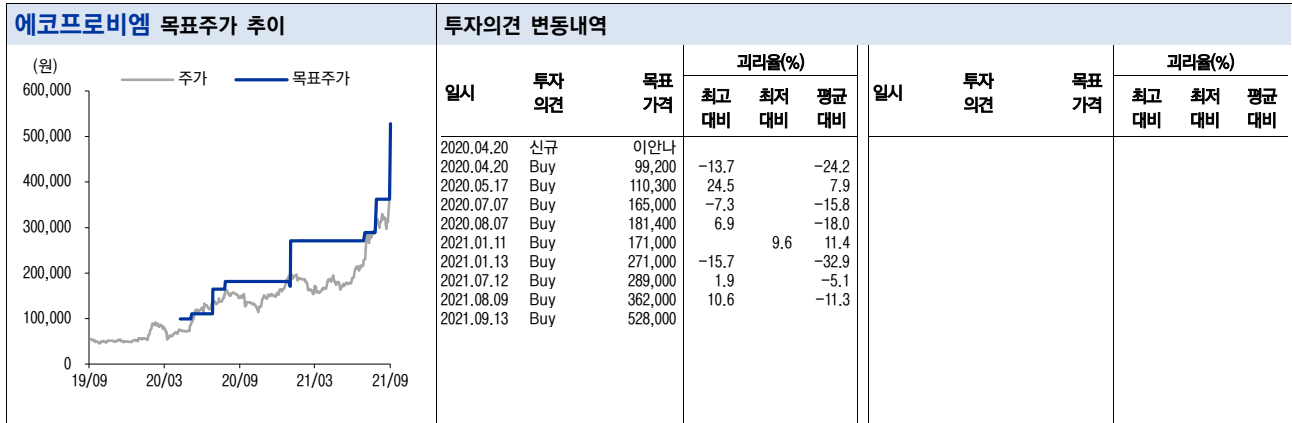 에코프로비엠 목표주가 추이
투자의견 변동내역
(원)
주가 목표주가
600,000
500,000
400,000
300,000
200,000
100,000
0
19/09 20/03 20/09 21/03 21/09
일시 투자의견 목표가격 괴리율(%) 최고대비 최저대비 평균대비
2020.04.20 신규 이안나
2020.04.20 Buy 99,200 -13.7 -24.2
2020.05.17 Buy 110,300 24.5 7.9
2020.07.07 Buy 165,000 -7.3 -15.8
2020.08.07 Buy 181,400 6.9 -18.0
2021.01.11 Buy 171,000 9.6 11.4
2021.01.13 Buy 271,000 -15.7 -32.9
2021.07.12 Buy 289,000 1.9 -5.1
2021.08.09 Buy 362,000 10.6 -11.3
2021.09.13 Buy 528,000
일시 투자의견 목표가격 괴리율(%) 최고대비 최저대비 평균대비